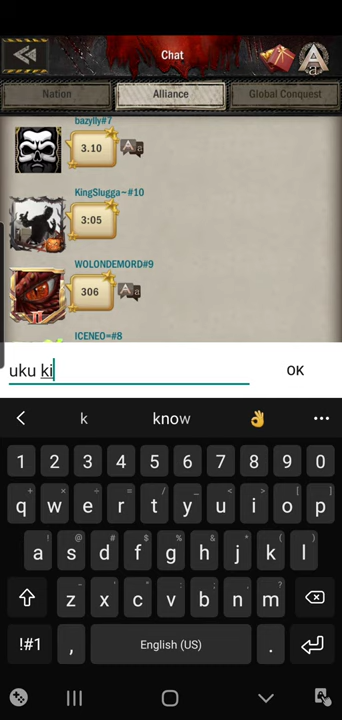 Chat
Nation
Alliance
Global Conquest
bazylly#7
3.10
KingSlugga~#10
3:05
WOLONDEMORD#9
306
ICENEO=#8
uku ki
OK
k
know
1 2 3 4 5 6 7 8 9 0
q w e r t y u i o p
a s d f g h j k l
z x c v b n m
!#1
,
English (US)
.